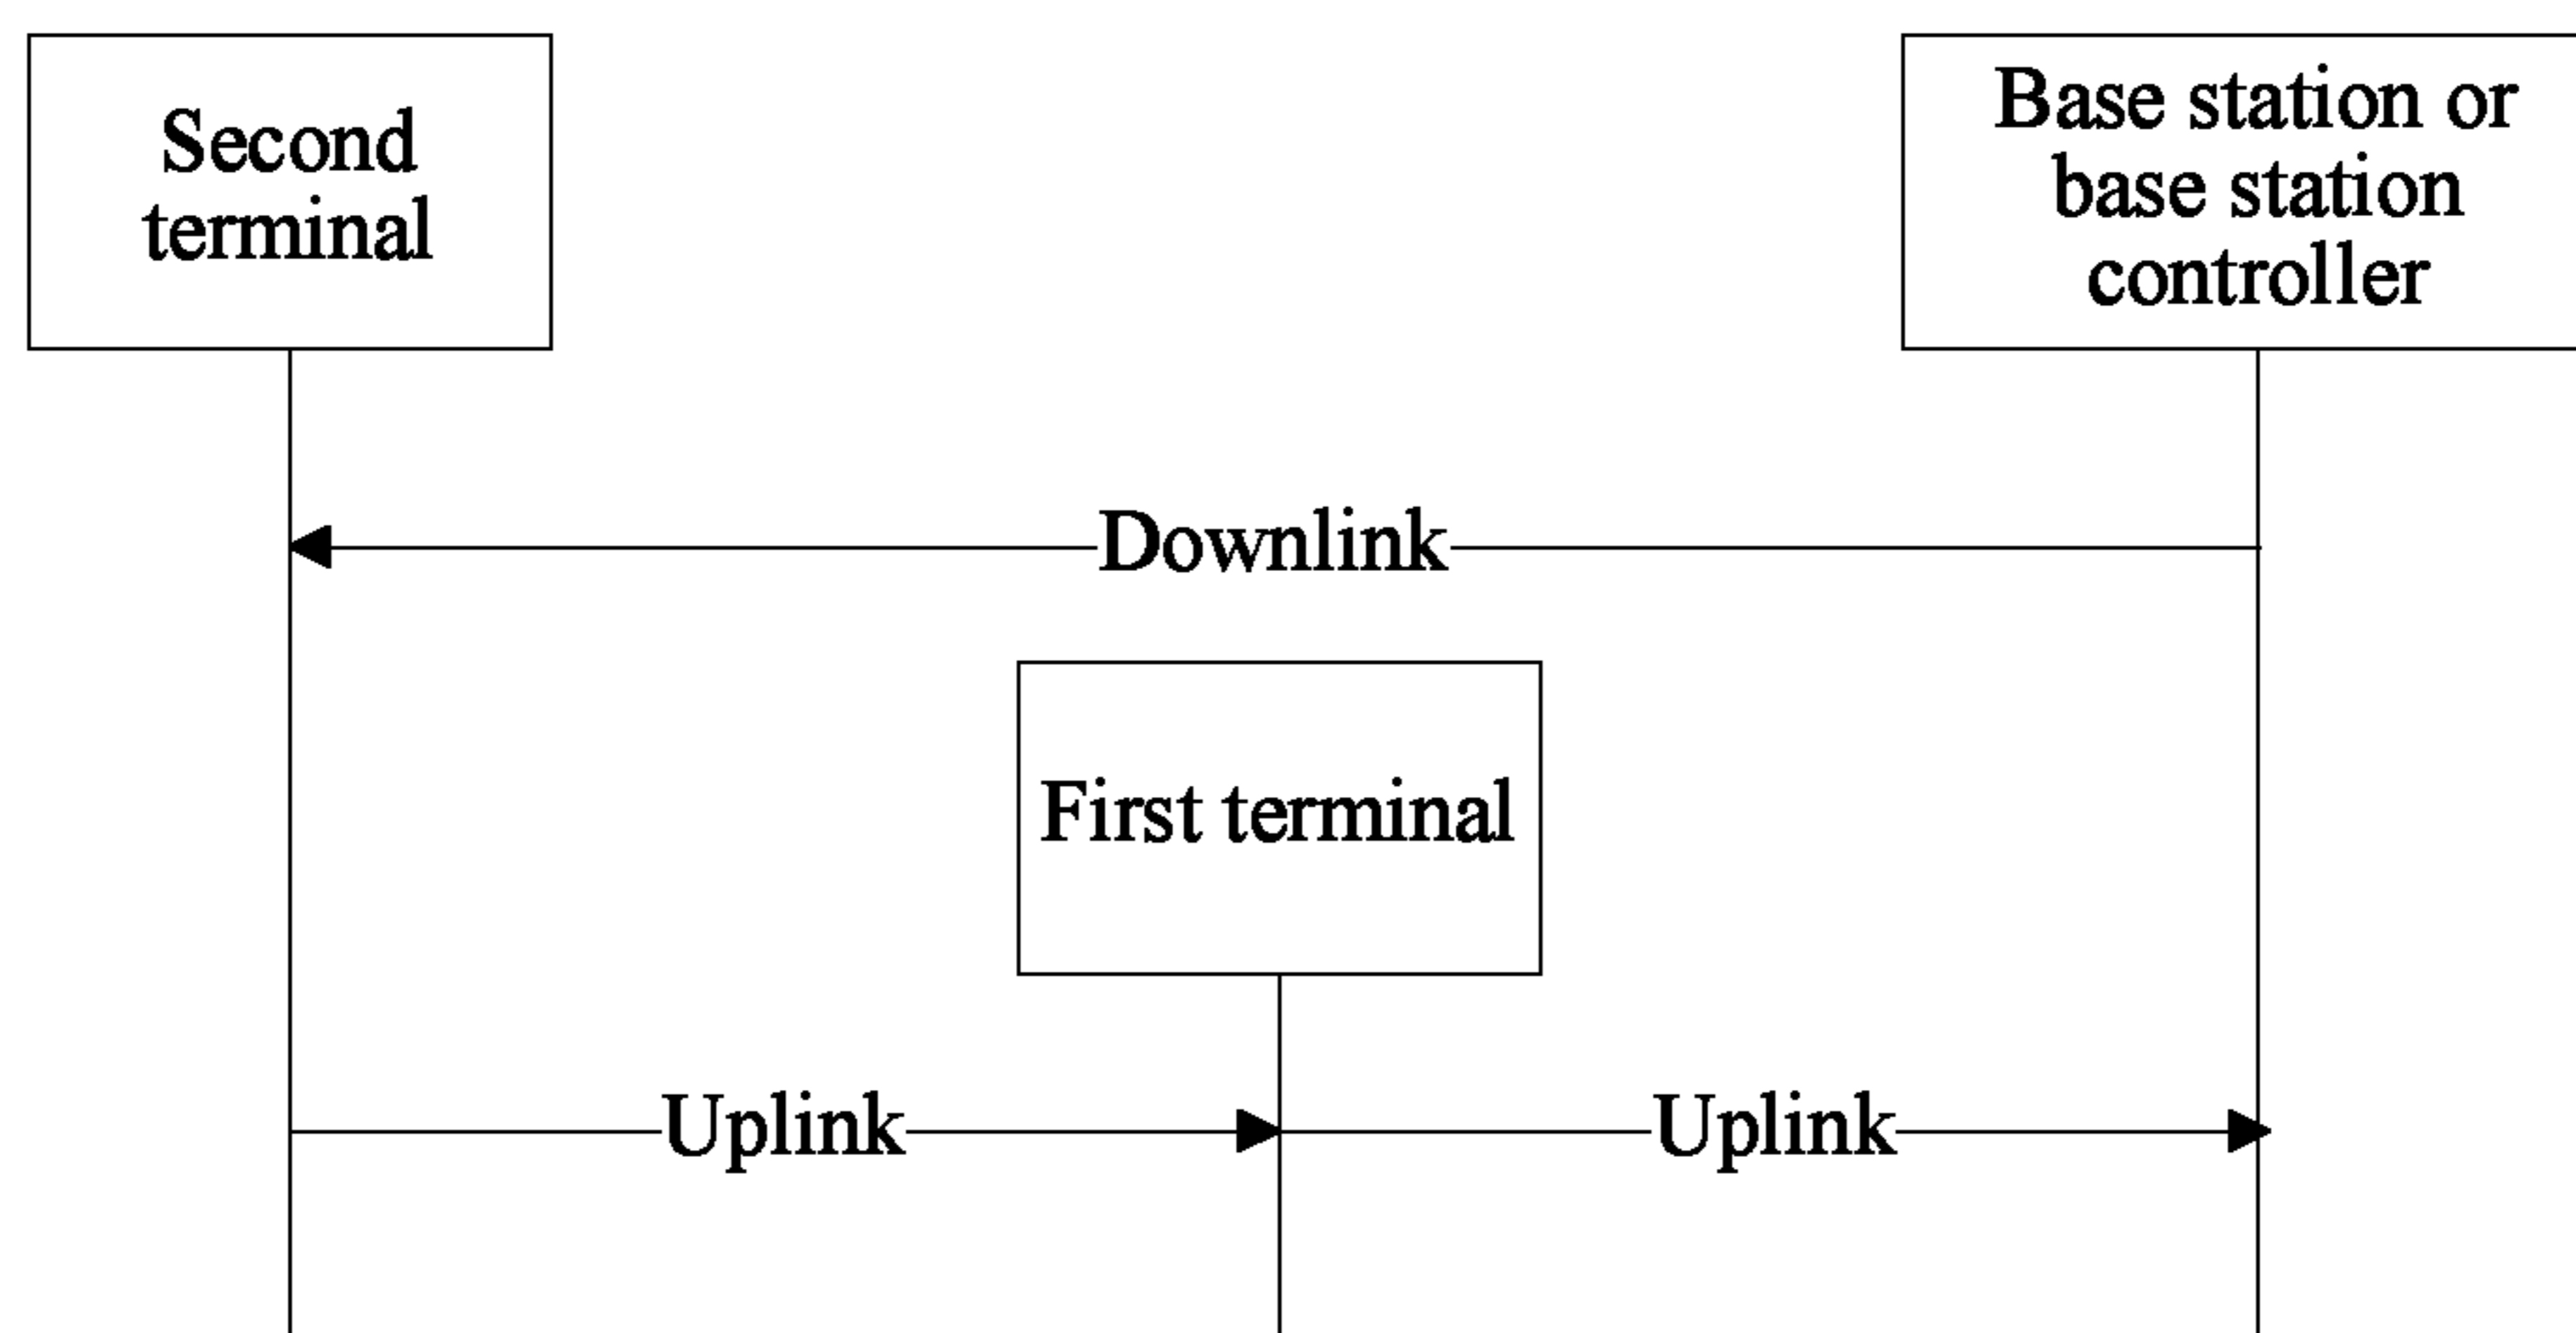 Second
terminal
Base station or
base station
controller
Downlink
First terminal
Uplink
Uplink